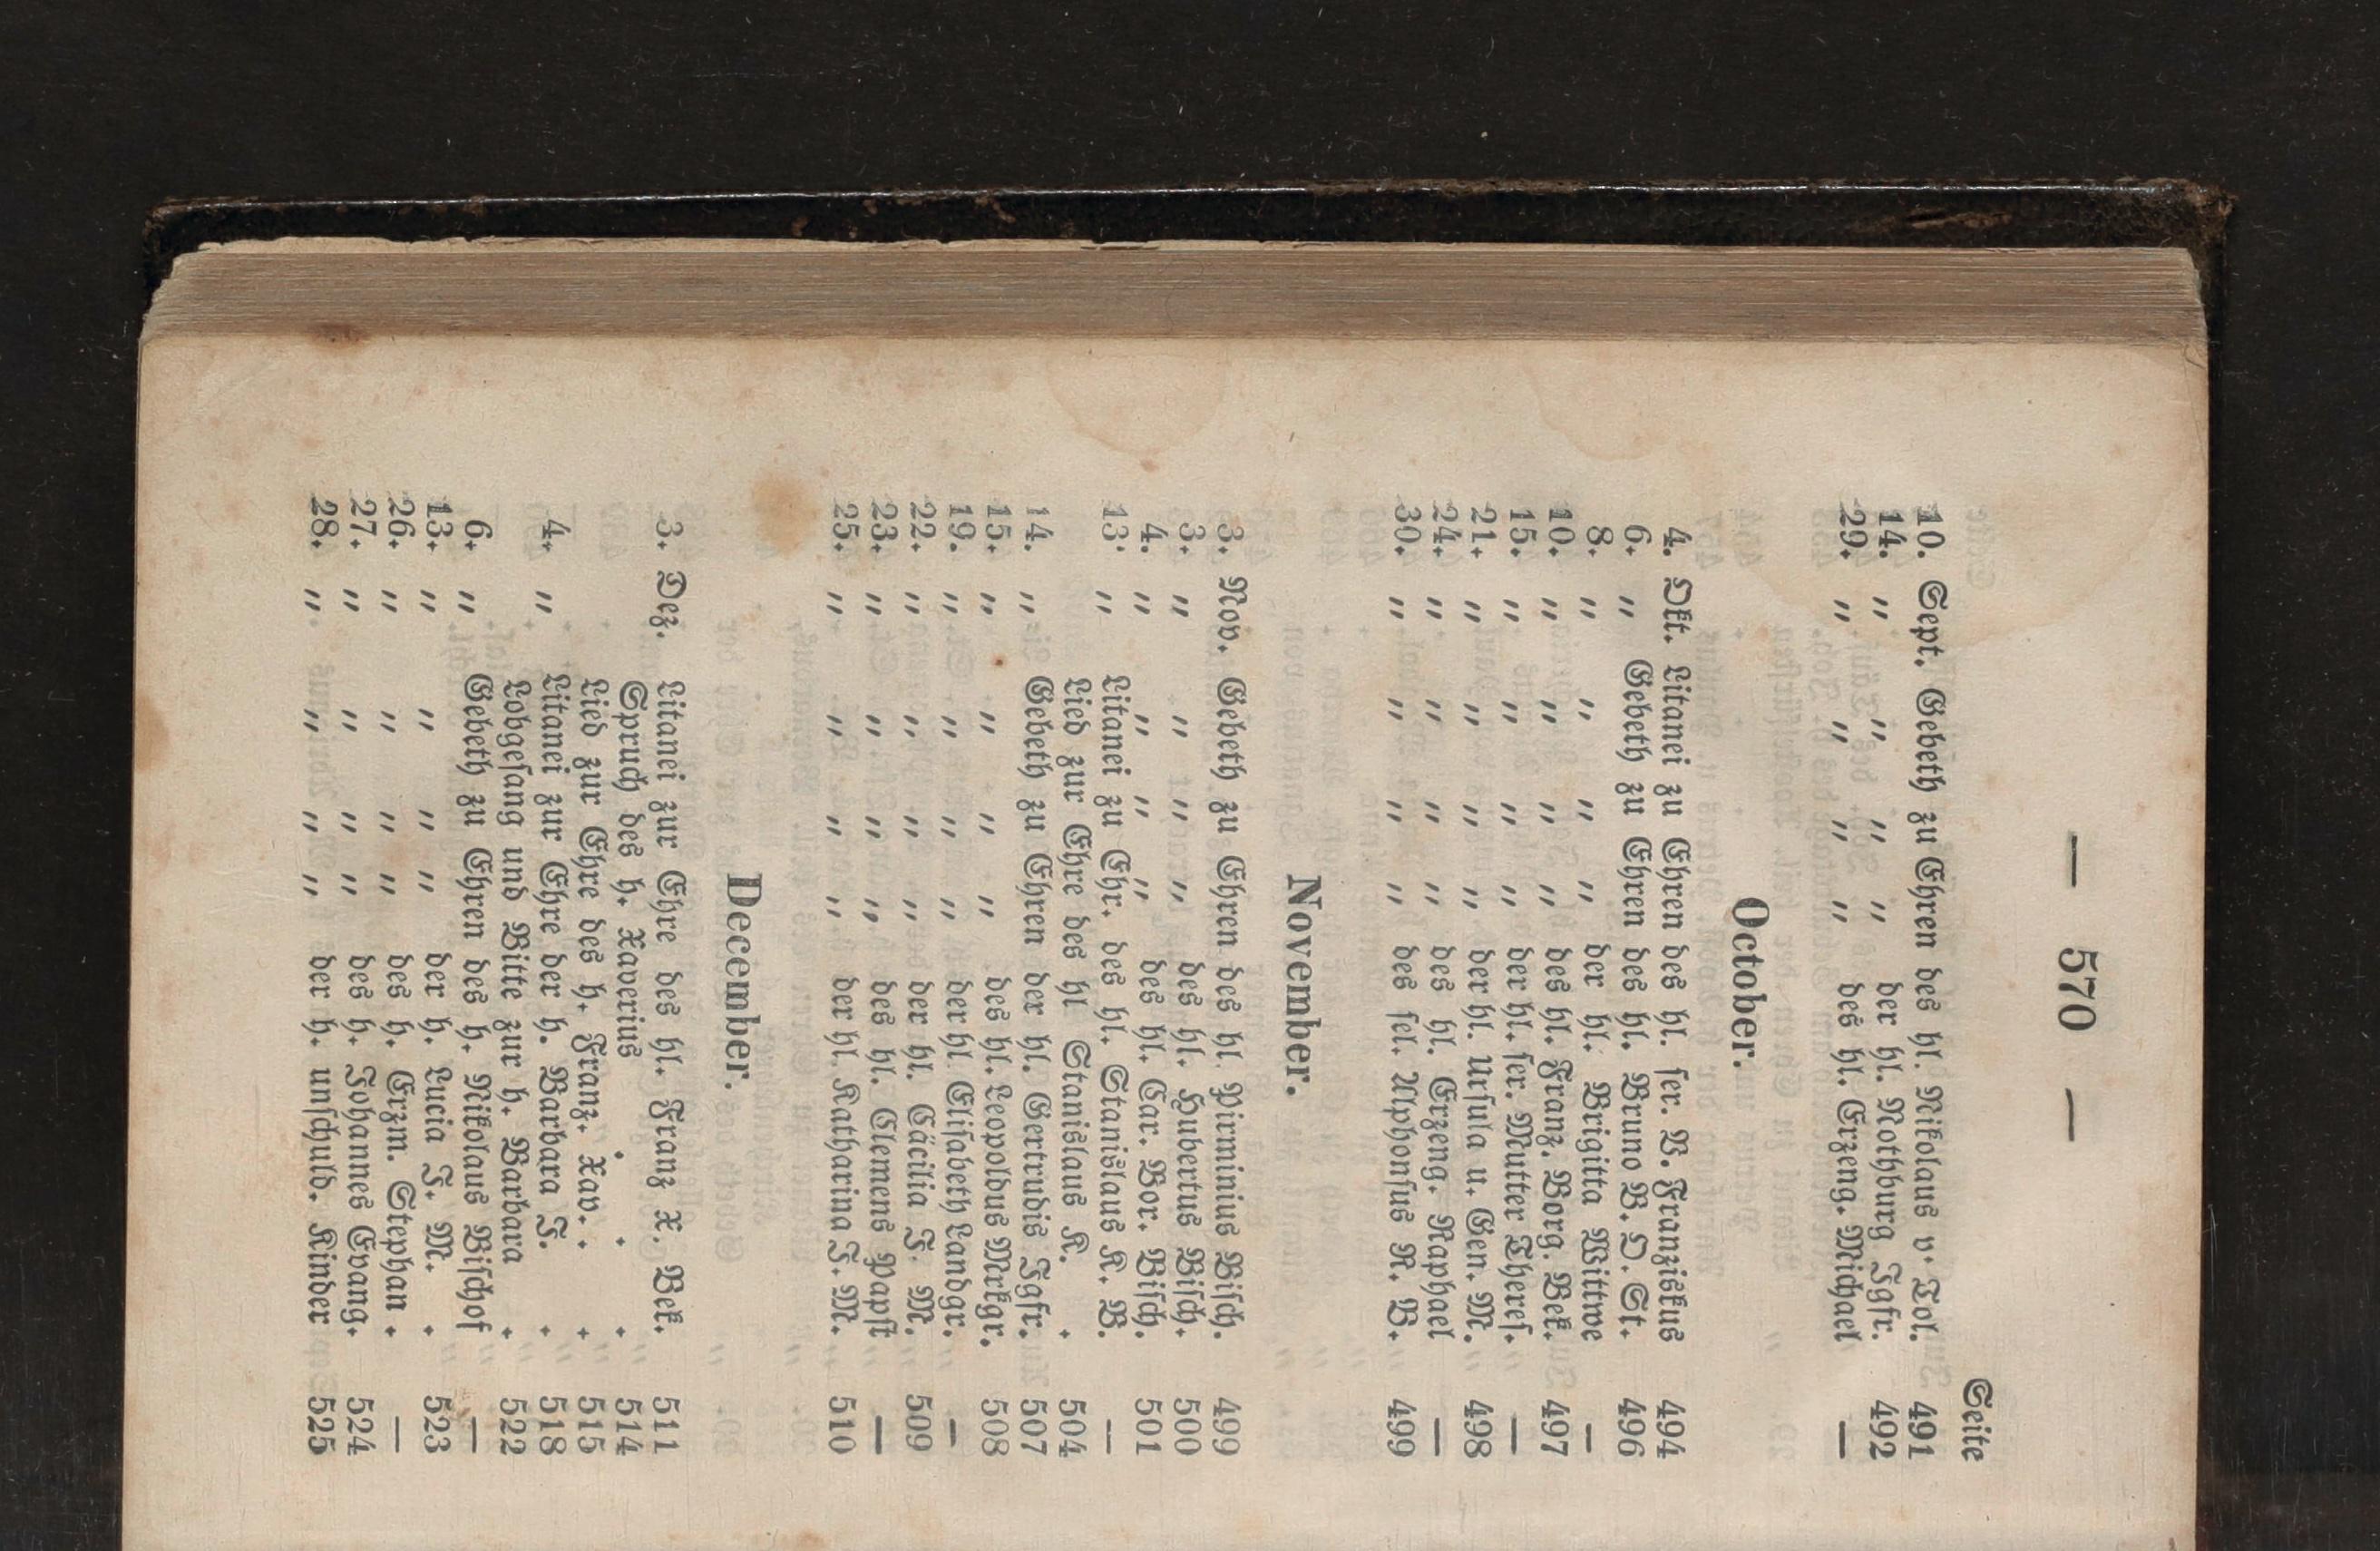 — 570 —
Seite
10. Sept. Gebeth zu Ehren des hl. Nikolaus v. Tol. 491
14. " " " " der hl. Nothburg Jgfr. 492
29. " " " " des hl. Erzeng. Michael —
October.
4. Okt. Litanei zu Ehren des hl. ser. V. Franziskus 494
6. " Gebeth zu Ehren des hl. Bruno B. O. St. 496
8. " " " " der hl. Brigitta Wittwe —
10. " " " " des hl. Franz. Borg. Bek. 497
15. " " " " der hl. ser. Mutter Theres. —
21. " " " " der hl. Ursula u. Gen. M. 498
24. " " " " des hl. Erzeng. Raphael —
30. " " " " des sel. Alphonsus R. B. 499
November.
3. Nov. Gebeth zu Ehren des hl. Pirminius Bisch. 499
3. " " " " des hl. Hubertus Bisch. 500
4. " " " " des hl. Car. Bor. Bisch. 501
13. " Litanei zu Ehr. des hl. Stanislaus K. B. —
Lied zur Ehre des hl Stanislaus K. . 504
14. " Gebeth zu Ehren der hl. Gertrudis Jgfr. 507
15. " " " " des hl. Leopoldus Mrkgr. 508
19. " " " " der hl. Elisabeth Landgr. —
22. " " " " der hl. Cäcilia J. M. 509
23. " " " " des hl. Clemens Papst —
25. " " " " der hl. Katharina J. M. 510
December.
3. Dez. Litanei zur Ehre des hl. Franz X. Bek. 511
Spruch des h. Xaverius . . . 514
Lied zur Ehre des h. Franz. Xav. . . 515
4. " Litanei zur Ehre der h. Barbara J. . 518
Lobgesang und Bitte zur h. Barbara . 522
6. " Gebeth zu Ehren des h. Nikolaus Bischof —
13. " " " " der h. Lucia J. M. . 523
26. " " " " des h. Erzm. Stephan . —
27. " " " " des h. Johannes Evang. 524
28. " " " " der h. unschuld. Kinder 525